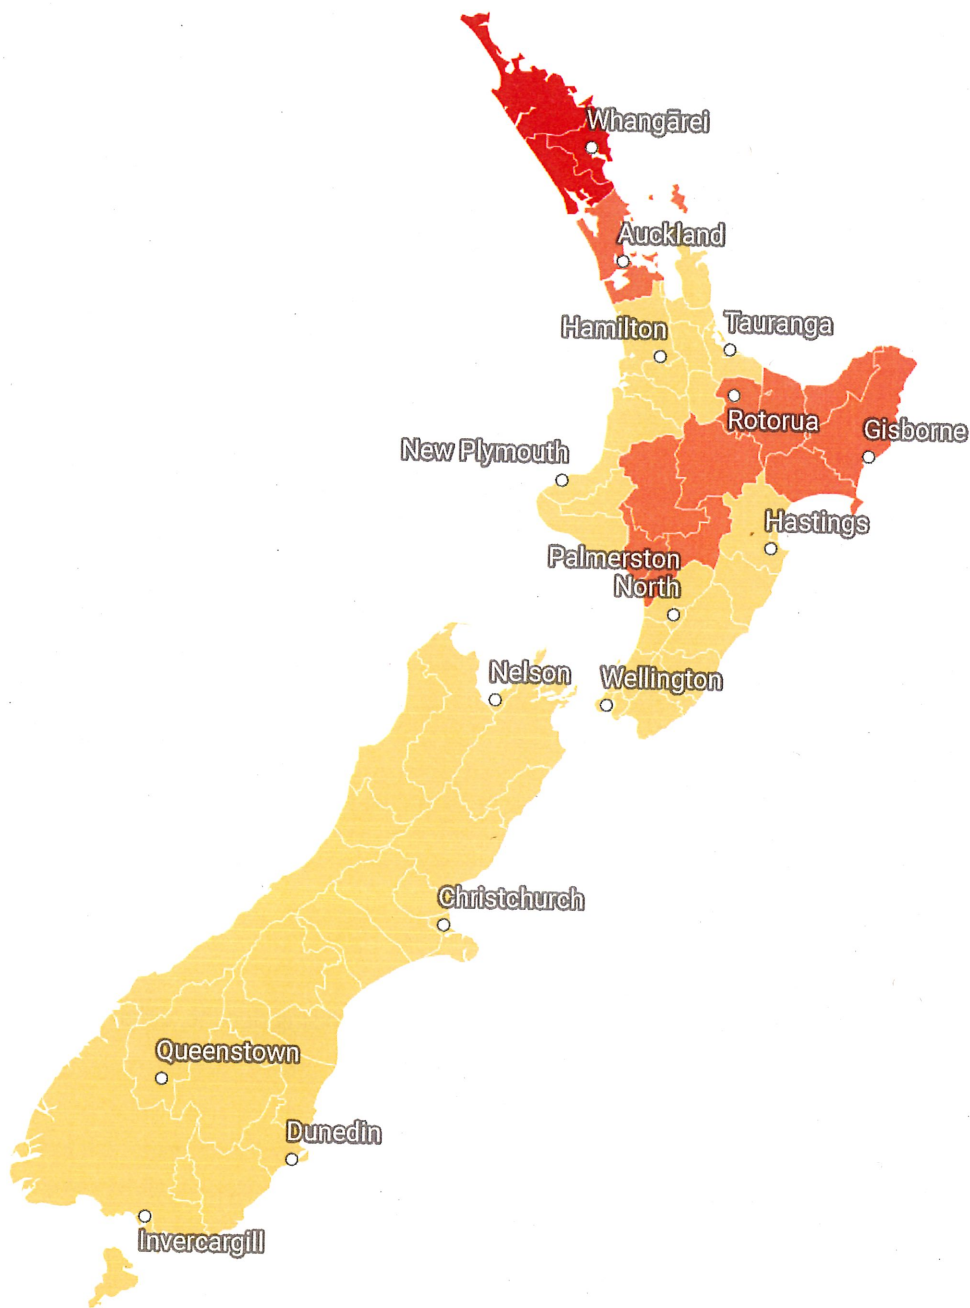 Whangārei
Auckland
Hamilton
Tauranga
Rotorua
Gisborne
New Plymouth
Hastings
Palmerston
North
Nelson
Wellington
Christchurch
Queenstown
Dunedin
Invercargill